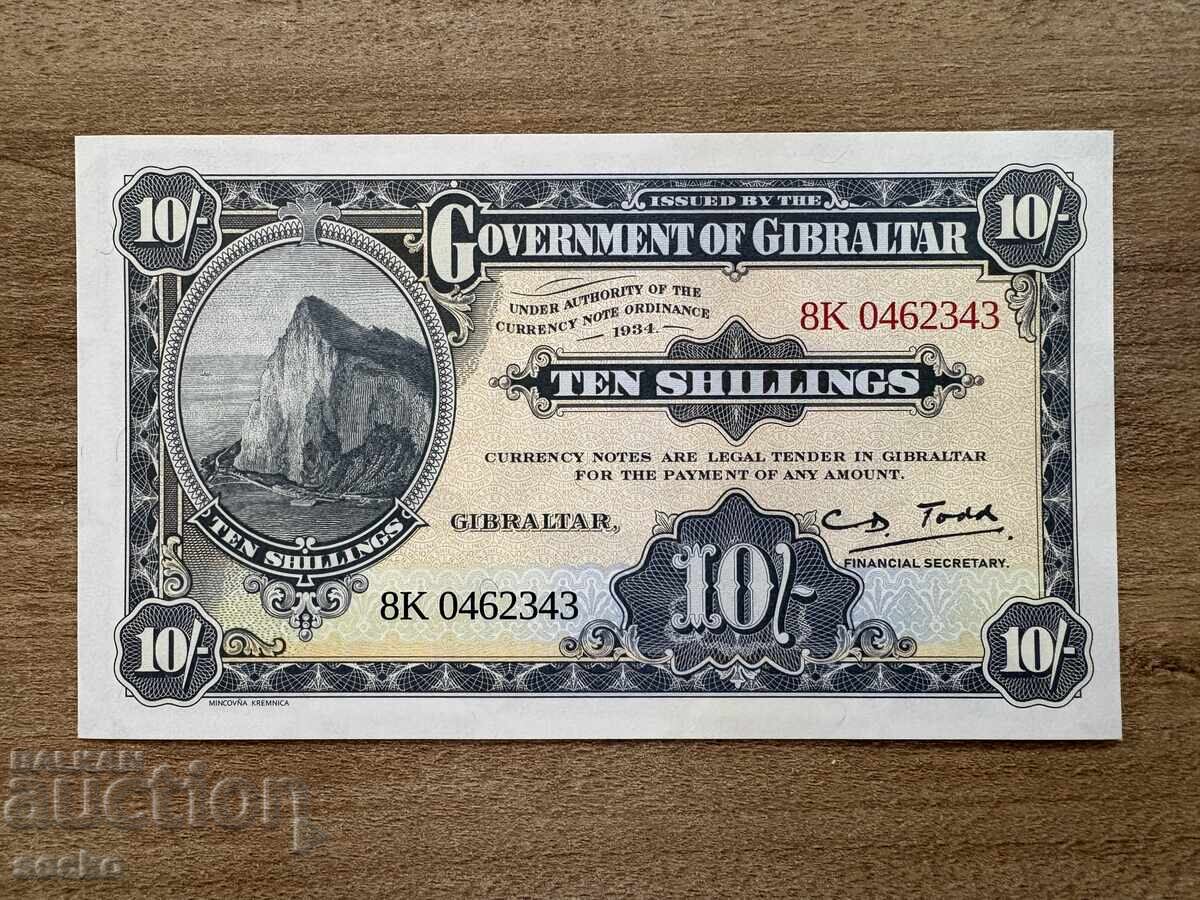 10/-
10/-
ISSUED BY THE
GOVERNMENT OF GIBRALTAR
UNDER AUTHORITY OF THE
CURRENCY NOTE ORDINANCE
1934.
8K 0462343
TEN SHILLINGS
CURRENCY NOTES ARE LEGAL TENDER IN GIBRALTAR
FOR THE PAYMENT OF ANY AMOUNT.
TEN SHILLINGS
GIBRALTAR,
C D. Todd
FINANCIAL SECRETARY.
8K 0462343
10/-
10/-
10/-
MINCOVŇA KREMNICA
BALKAN
auction
sacko